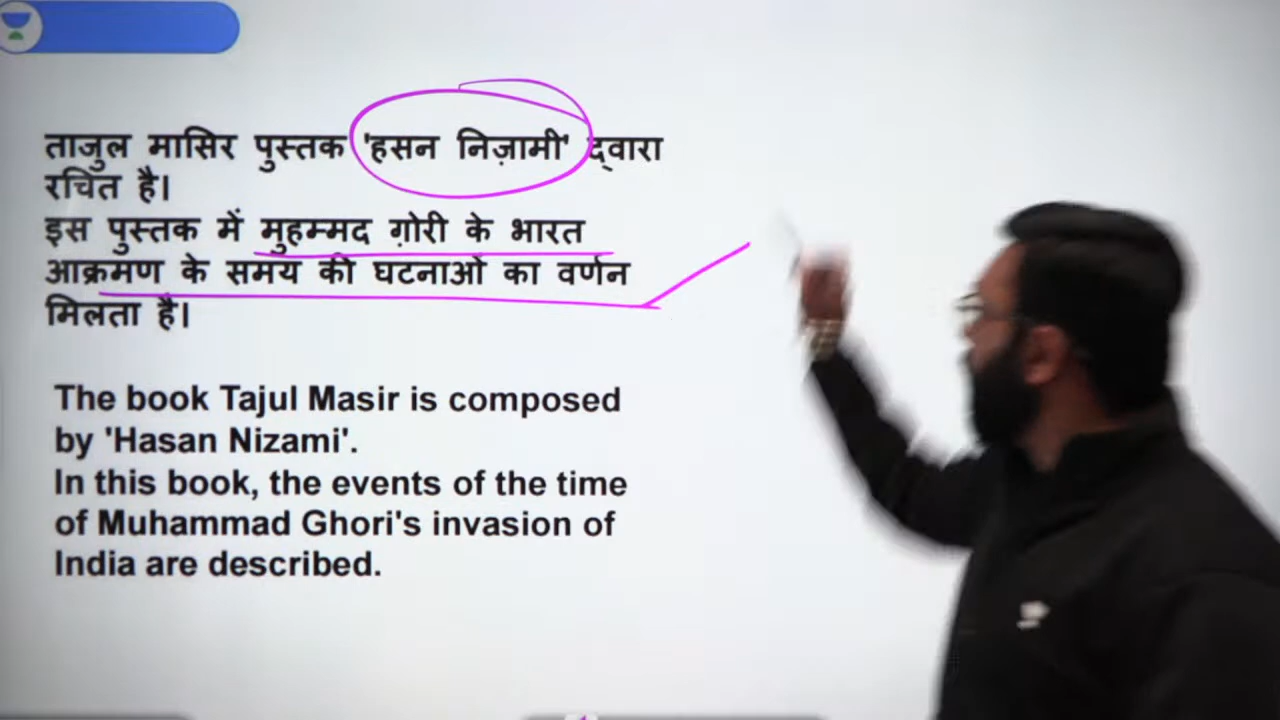 ताजुल मासिर पुस्तक 'हसन निज़ामी' द्वारा
रचित है।
इस पुस्तक में मुहम्मद ग़ोरी के भारत
आक्रमण के समय की घटनाओं का वर्णन
मिलता है।
The book Tajul Masir is composed
by 'Hasan Nizami'.
In this book, the events of the time
of Muhammad Ghori's invasion of
India are described.